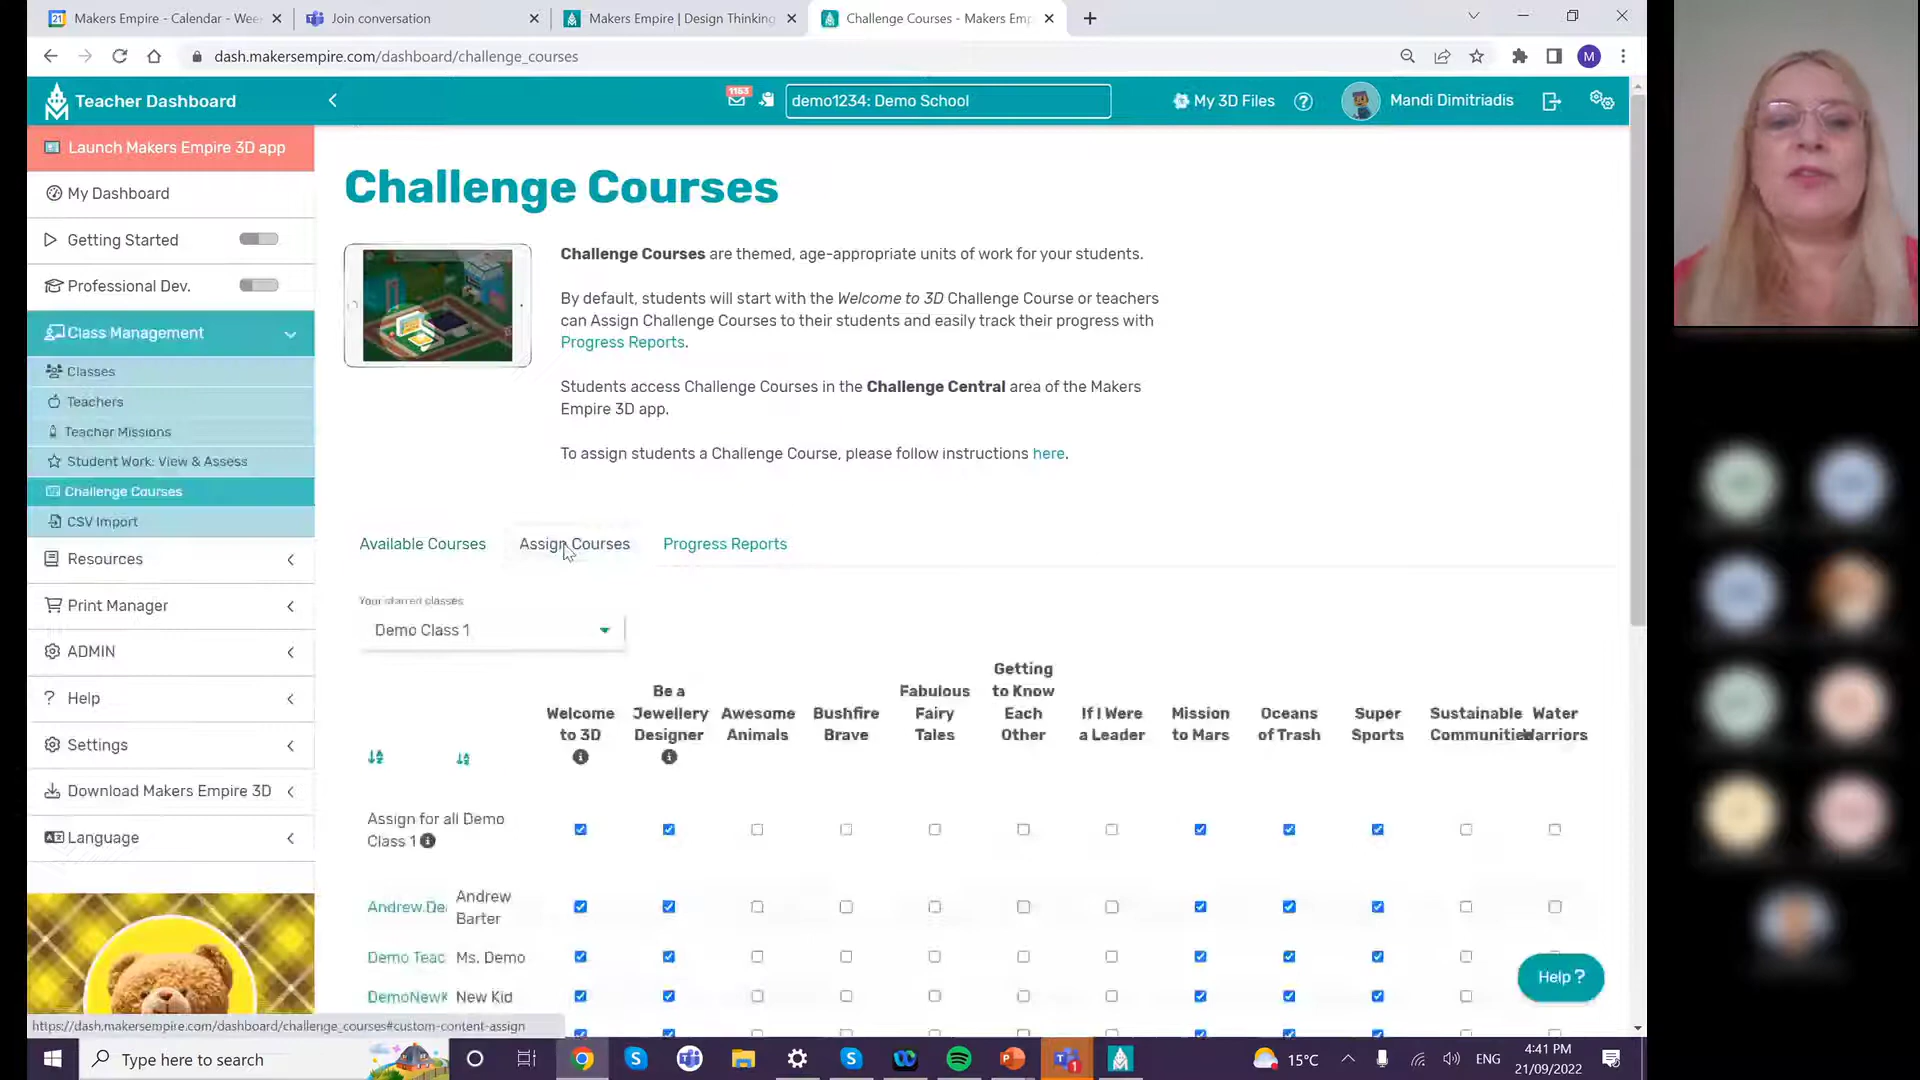 Makers Empire - Calendar - Wee
Join conversation
Makers Empire | Design Thinking
Challenge Courses - Makers Emp
dash.makersempire.com/dashboard/challenge_courses
M
Teacher Dashboard
1153
demo1234: Demo School
My 3D Files
Mandi Dimitriadis
Launch Makers Empire 3D app
My Dashboard
Getting Started
Professional Dev.
Class Management
Classes
Teachers
Teacher Missions
Student Work: View & Assess
Challenge Courses
CSV Import
Resources
Print Manager
ADMIN
Help
Settings
Download Makers Empire 3D
Language
Challenge Courses
Challenge Courses are themed, age-appropriate units of work for your students.
By default, students will start with the Welcome to 3D Challenge Course or teachers
can Assign Challenge Courses to their students and easily track their progress with
Progress Reports.
Students access Challenge Courses in the Challenge Central area of the Makers
Empire 3D app.
To assign students a Challenge Course, please follow instructions here.
Available Courses Assign Courses Progress Reports
Your starred classes
Demo Class 1
Welcome to 3D
Be a Jewellery Designer
Awesome Animals
Bushfire Brave
Fabulous Fairy Tales
Getting to Know Each Other
If I Were a Leader
Mission to Mars
Oceans of Trash
Super Sports
Sustainable Communities
Water Warriors
Assign for all Demo
Class 1
Andrew De Andrew Barter
Demo Teac Ms. Demo
DemoNewK New Kid
Help ?
https://dash.makersempire.com/dashboard/challenge_courses#custom-content-assign
Type here to search
1
15°C
ENG
4:41 PM
21/09/2022